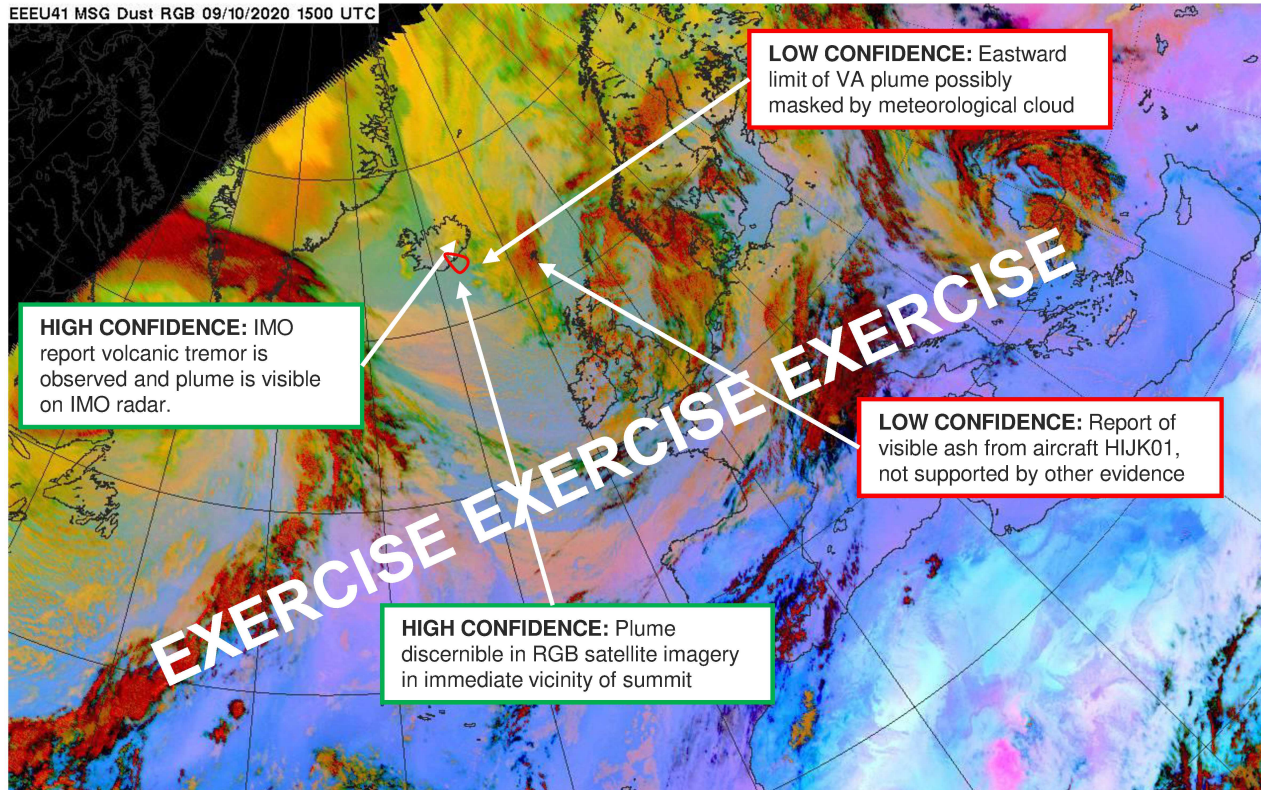 EEEU41 MSG Dust RGB 09/10/2020 1500 UTC
LOW CONFIDENCE: Eastward
limit of VA plume possibly
masked by meteorological cloud
HIGH CONFIDENCE: IMO
report volcanic tremor is
observed and plume is visible
on IMO radar.
LOW CONFIDENCE: Report of
visible ash from aircraft HIJK01,
not supported by other evidence
EXERCISE EXERCISE EXERCISE
HIGH CONFIDENCE: Plume
discernible in RGB satellite imagery
in immediate vicinity of summit